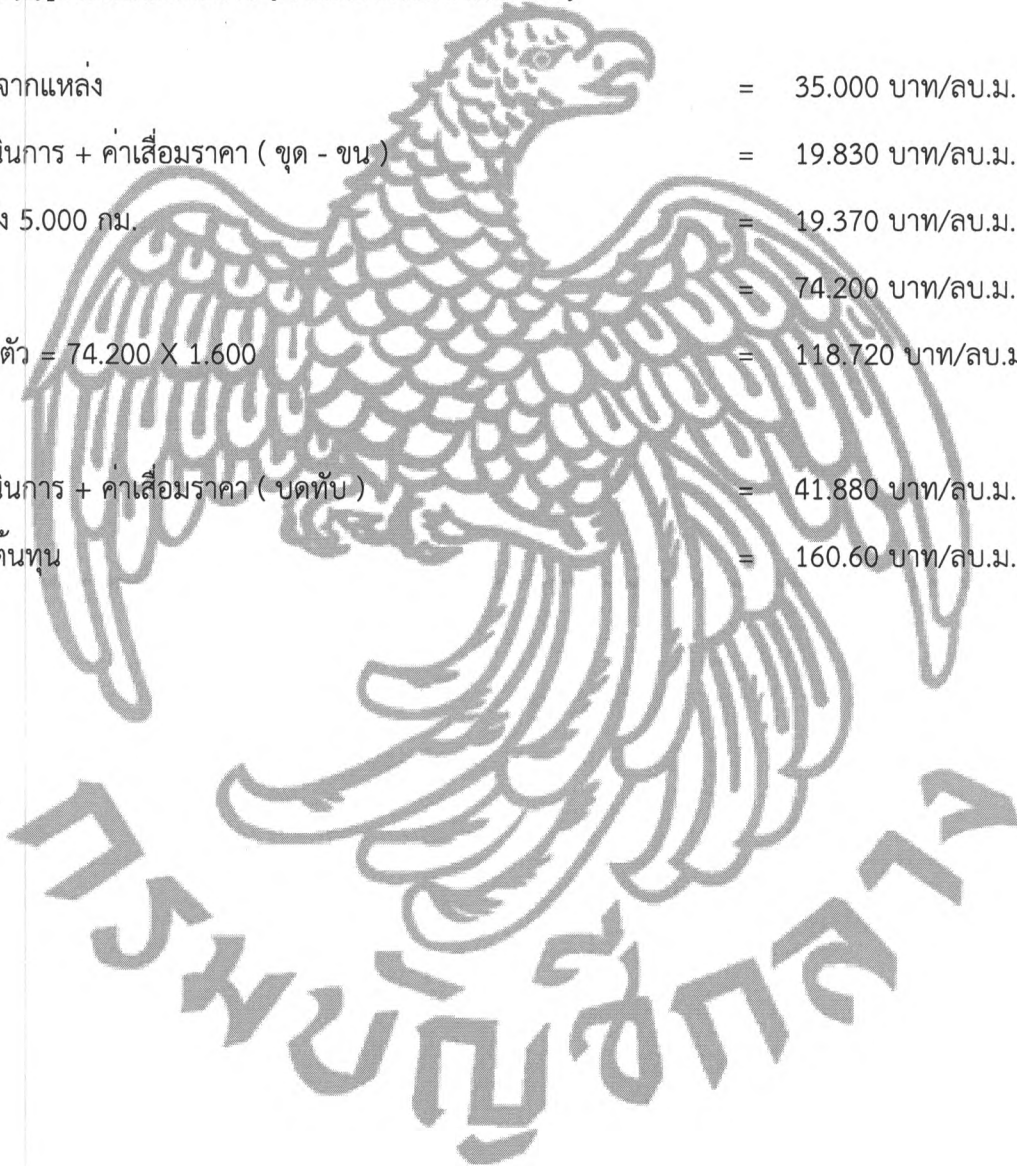 จากแหล่ง = 35.000 บาท/ลบ.ม.
นินการ + ค่าเสื่อมราคา ( ขุด - ขน ) = 19.830 บาท/ลบ.ม.
ง 5.000 กม. = 19.370 บาท/ลบ.ม.
= 74.200 บาท/ลบ.ม.
ตัว = 74.200 X 1.600 = 118.720 บาท/ลบ.ม
นินการ + ค่าเสื่อมราคา ( บดทับ ) = 41.880 บาท/ลบ.ม.
ต้นทุน = 160.60 บาท/ลบ.ม.
กรมบัญชีกลาง